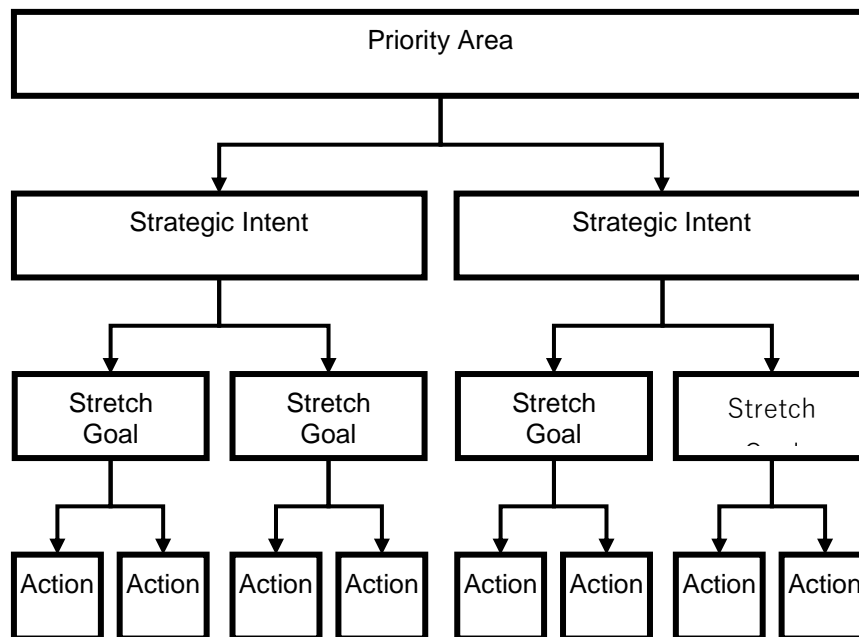 Priority Area
Strategic Intent
Strategic Intent
Stretch
Goal
Stretch
Goal
Stretch
Goal
Stretch
Action
Action
Action
Action
Action
Action
Action
Action